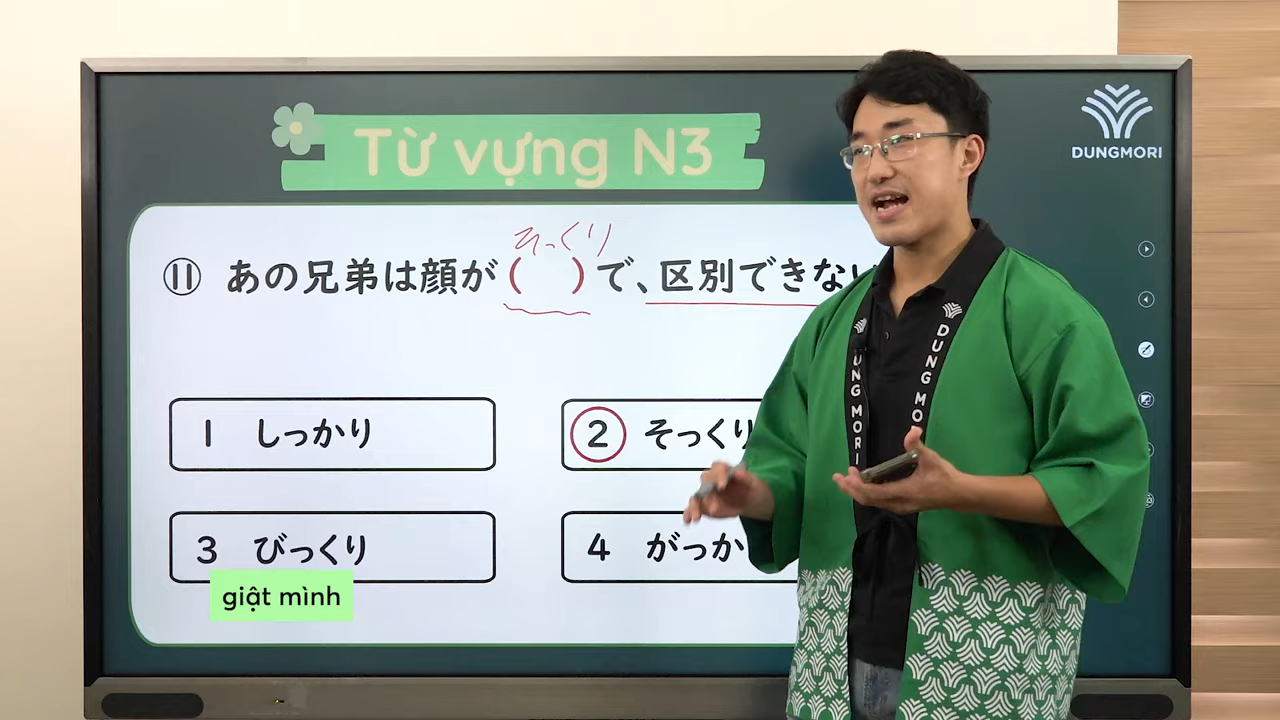 Từ vựng N3
DUNGMORI
そっくり
⑪ あの兄弟は顔が ( ) で、区別できない
1 しっかり
2 そっくり
3 びっくり
4 がっか
giật mình
DUNG MORI
DUNG MO